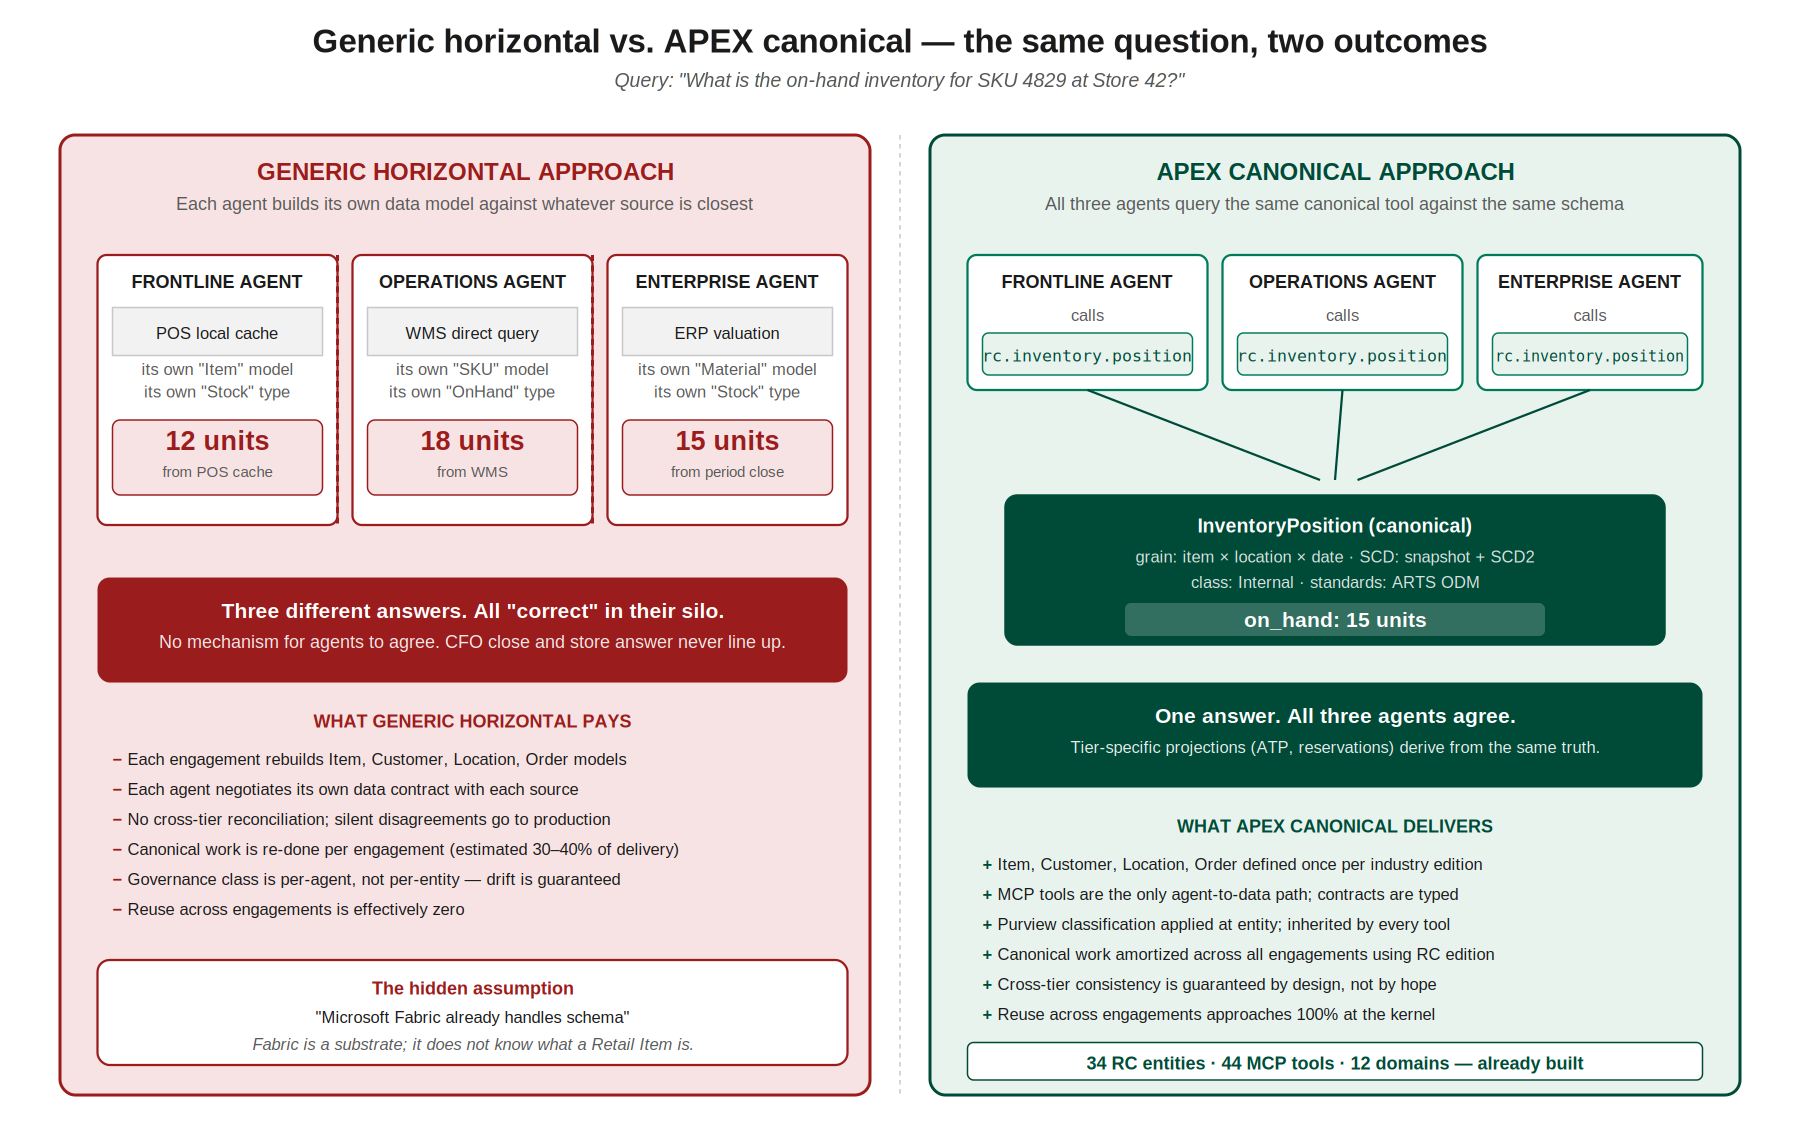 Generic horizontal vs. APEX canonical — the same question, two outcomes
Query: "What is the on-hand inventory for SKU 4829 at Store 42?"
GENERIC HORIZONTAL APPROACH
Each agent builds its own data model against whatever source is closest
FRONTLINE AGENT
POS local cache
its own "Item" model
its own "Stock" type
12 units
from POS cache
OPERATIONS AGENT
WMS direct query
its own "SKU" model
its own "OnHand" type
18 units
from WMS
ENTERPRISE AGENT
ERP valuation
its own "Material" model
its own "Stock" type
15 units
from period close
Three different answers. All "correct" in their silo.
No mechanism for agents to agree. CFO close and store answer never line up.
WHAT GENERIC HORIZONTAL PAYS
– Each engagement rebuilds Item, Customer, Location, Order models
– Each agent negotiates its own data contract with each source
– No cross-tier reconciliation; silent disagreements go to production
– Canonical work is re-done per engagement (estimated 30–40% of delivery)
– Governance class is per-agent, not per-entity — drift is guaranteed
– Reuse across engagements is effectively zero
The hidden assumption
"Microsoft Fabric already handles schema"
Fabric is a substrate; it does not know what a Retail Item is.
APEX CANONICAL APPROACH
All three agents query the same canonical tool against the same schema
FRONTLINE AGENT
calls
rc.inventory.position
OPERATIONS AGENT
calls
rc.inventory.position
ENTERPRISE AGENT
calls
rc.inventory.position
InventoryPosition (canonical)
grain: item × location × date · SCD: snapshot + SCD2
class: Internal · standards: ARTS ODM
on_hand: 15 units
One answer. All three agents agree.
Tier-specific projections (ATP, reservations) derive from the same truth.
WHAT APEX CANONICAL DELIVERS
+ Item, Customer, Location, Order defined once per industry edition
+ MCP tools are the only agent-to-data path; contracts are typed
+ Purview classification applied at entity; inherited by every tool
+ Canonical work amortized across all engagements using RC edition
+ Cross-tier consistency is guaranteed by design, not by hope
+ Reuse across engagements approaches 100% at the kernel
34 RC entities · 44 MCP tools · 12 domains — already built